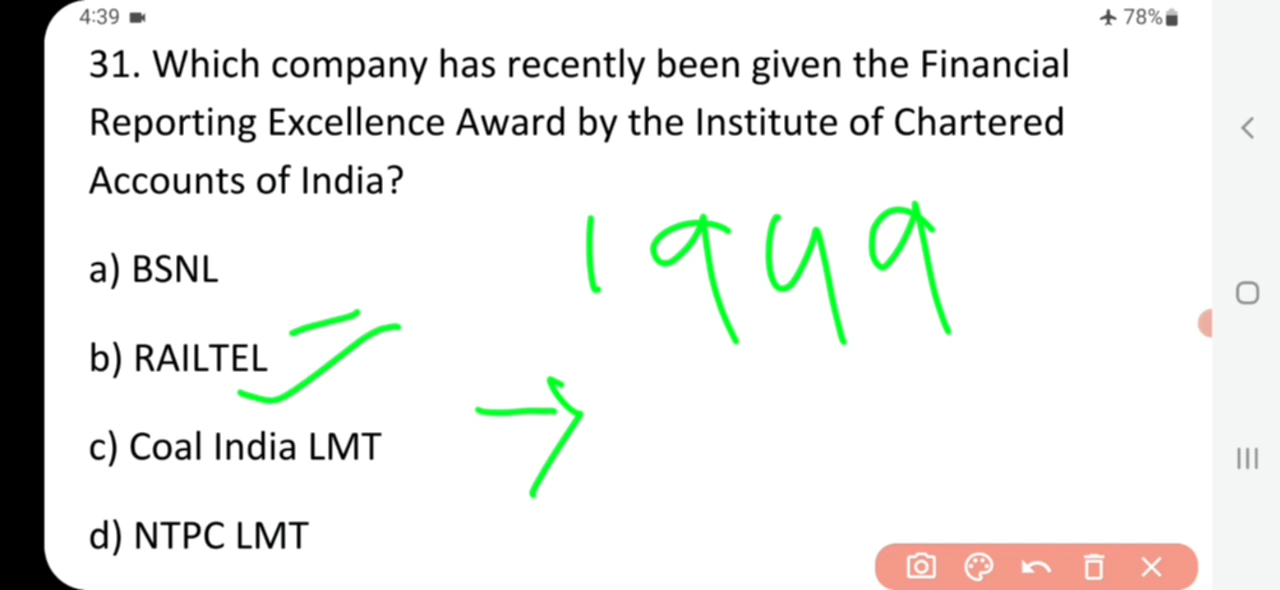 4:39 78%
31. Which company has recently been given the Financial
Reporting Excellence Award by the Institute of Chartered
Accounts of India?
1949
a) BSNL
b) RAILTEL
c) Coal India LMT
d) NTPC LMT